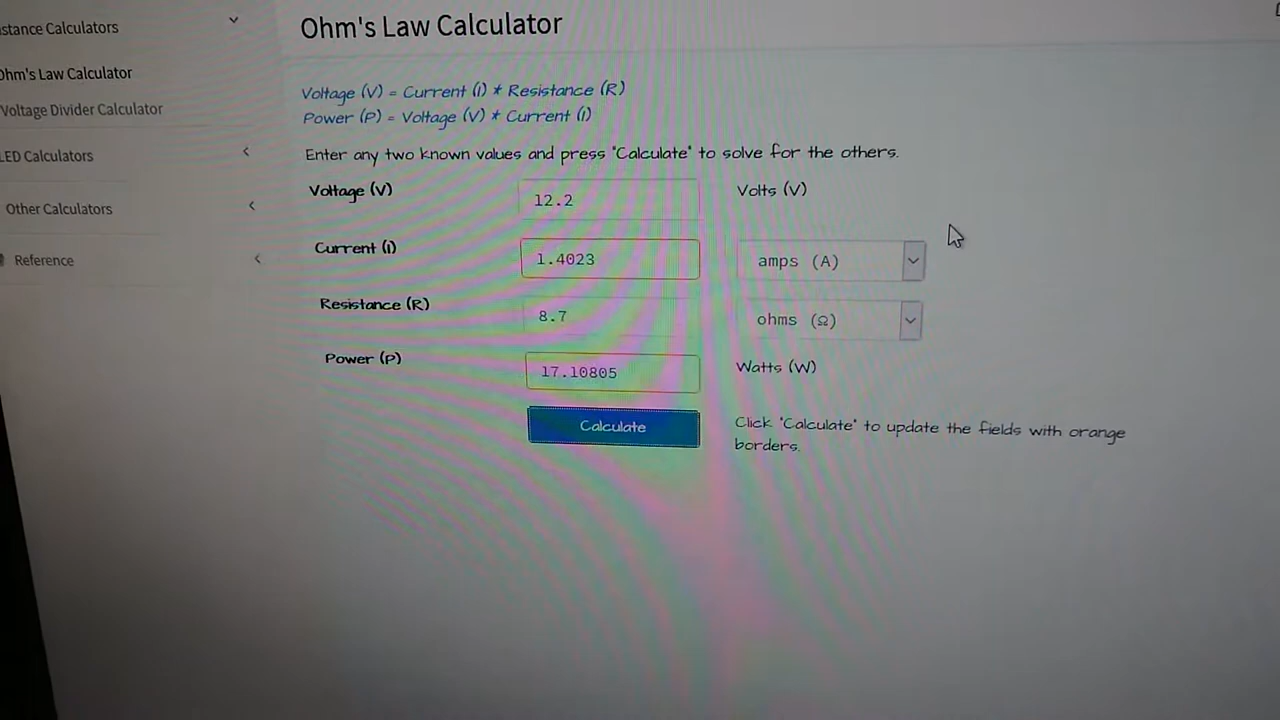 Ohm's Law Calculator
stance Calculators
Ohm's Law Calculator
Voltage Divider Calculator
LED Calculators
Other Calculators
Reference
Voltage (V) = Current (I) * Resistance (R)
Power (P) = Voltage (V) * Current (I)
Enter any two known values and press "Calculate" to solve for the others.
Voltage (V) 12.2 Volts (V)
Current (I) 1.4023 amps (A)
Resistance (R) 8.7 ohms (Ω)
Power (P) 17.10805 Watts (W)
Calculate Click "Calculate" to update the fields with orange
borders.